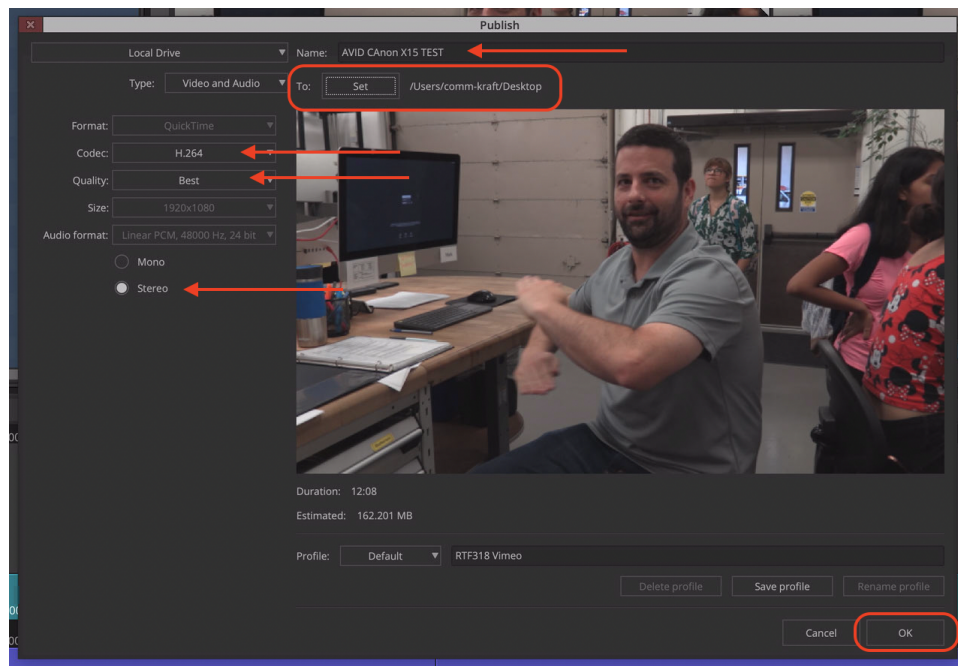 Publish
Local Drive
Name: AVID CAnon X15 TEST
Type: Video and Audio
To: Set /Users/comm-kraft/Desktop
Format: QuickTime
Codec: H.264
Quality: Best
Size: 1920x1080
Audio format: Linear PCM, 48000 Hz, 24 bit
Mono
Stereo
Duration: 12:08
Estimated: 162.201 MB
Profile: Default RTF318 Vimeo
Delete profile Save profile Rename profile
Cancel OK